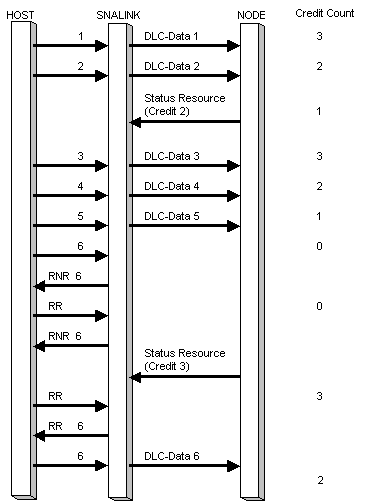 HOST SNALINK NODE Credit Count
1 DLC-Data 1 3
2 DLC-Data 2 2
Status Resource
(Credit 2) 1
3 DLC-Data 3 3
4 DLC-Data 4 2
5 DLC-Data 5 1
6 0
RNR 6
RR 0
RNR 6
Status Resource
(Credit 3)
RR 3
RR 6
6 DLC-Data 6
2